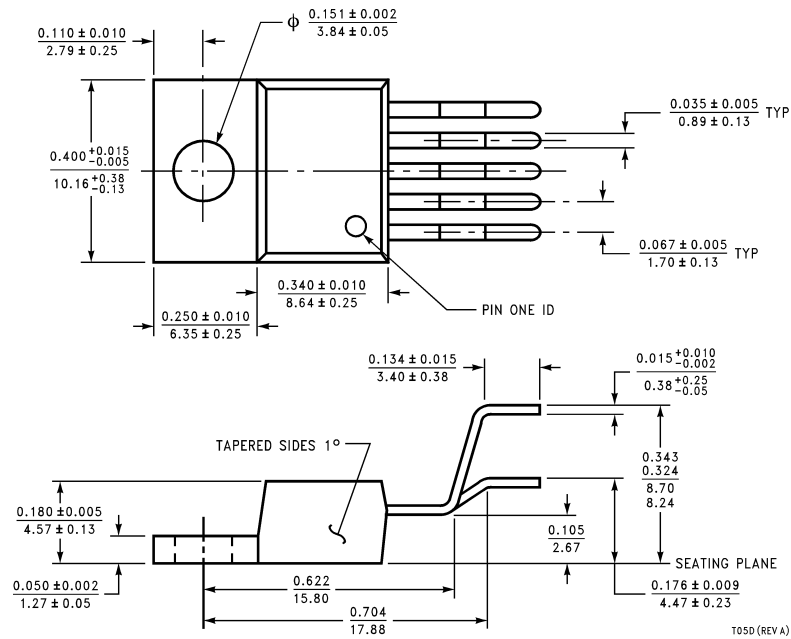 ϕ 0.151 ± 0.002
3.84 ± 0.05
0.110 ± 0.010
2.79 ± 0.25
0.035 ± 0.005 TYP
0.89 ± 0.13
0.400 +0.015 -0.005
10.16 +0.38 -0.13
0.067 ± 0.005 TYP
1.70 ± 0.13
0.340 ± 0.010
8.64 ± 0.25
PIN ONE ID
0.250 ± 0.010
6.35 ± 0.25
0.134 ± 0.015
3.40 ± 0.38
0.015 +0.010 -0.002
0.38 +0.25 -0.05
TAPERED SIDES 1°
0.343
0.324
8.70
8.24
0.180 ± 0.005
4.57 ± 0.13
0.105
2.67
SEATING PLANE
0.050 ± 0.002
1.27 ± 0.05
0.622
15.80
0.176 ± 0.009
4.47 ± 0.23
0.704
17.88
T05D (REV A)